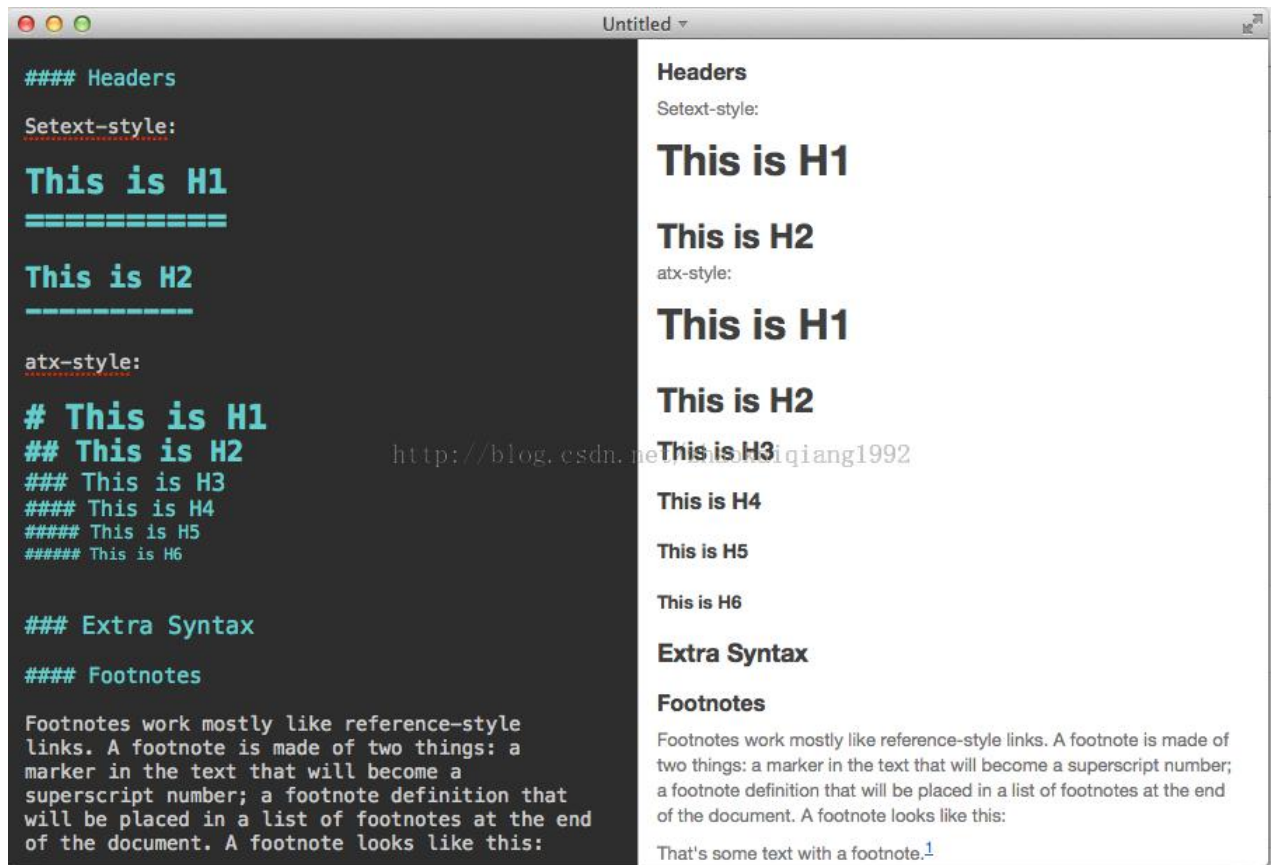 Untitled
#### Headers
Setext-style:
This is H1
==========
This is H2
----------
atx-style:
# This is H1
## This is H2
### This is H3
#### This is H4
##### This is H5
###### This is H6
### Extra Syntax
#### Footnotes
Footnotes work mostly like reference-style
links. A footnote is made of two things: a
marker in the text that will become a
superscript number; a footnote definition that
will be placed in a list of footnotes at the end
of the document. A footnote looks like this:
Headers
Setext-style:
This is H1
This is H2
atx-style:
This is H1
This is H2
This is H3
This is H4
This is H5
This is H6
Extra Syntax
Footnotes
Footnotes work mostly like reference-style links. A footnote is made of
two things: a marker in the text that will become a superscript number;
a footnote definition that will be placed in a list of footnotes at the end
of the document. A footnote looks like this:
That's some text with a footnote.1